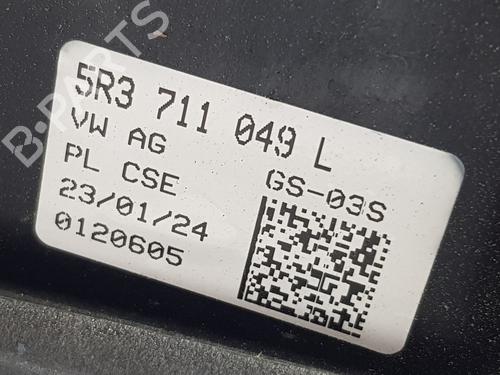 B-PARTS
5R3 711 049 L
VW AG
PL CSE GS-03S
23/01/24
0120605